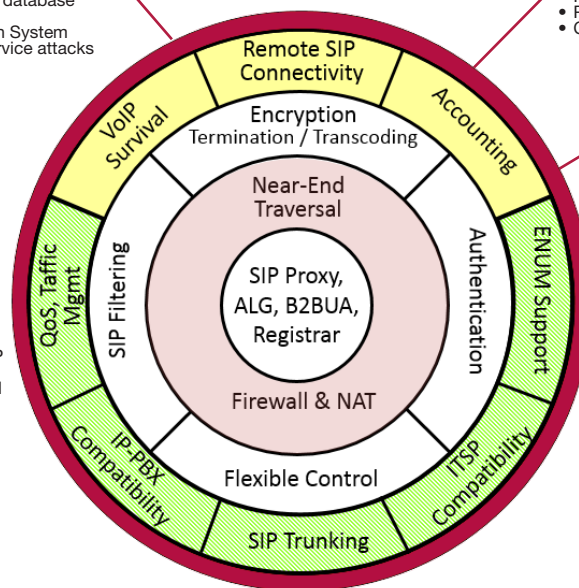 database
System
vice attacks
Remote SIP
Connectivity
VoIP
Survival
Accounting
Encryption
Termination / Transcoding
Near-End
Traversal
QoS, Taffic
Mgmt
SIP Filtering
SIP Proxy,
ALG, B2BUA,
Registrar
Authentication
ENUM Support
Firewall & NAT
IP-PBX
Compatibility
Flexible Control
ITSP
Compatibility
SIP Trunking